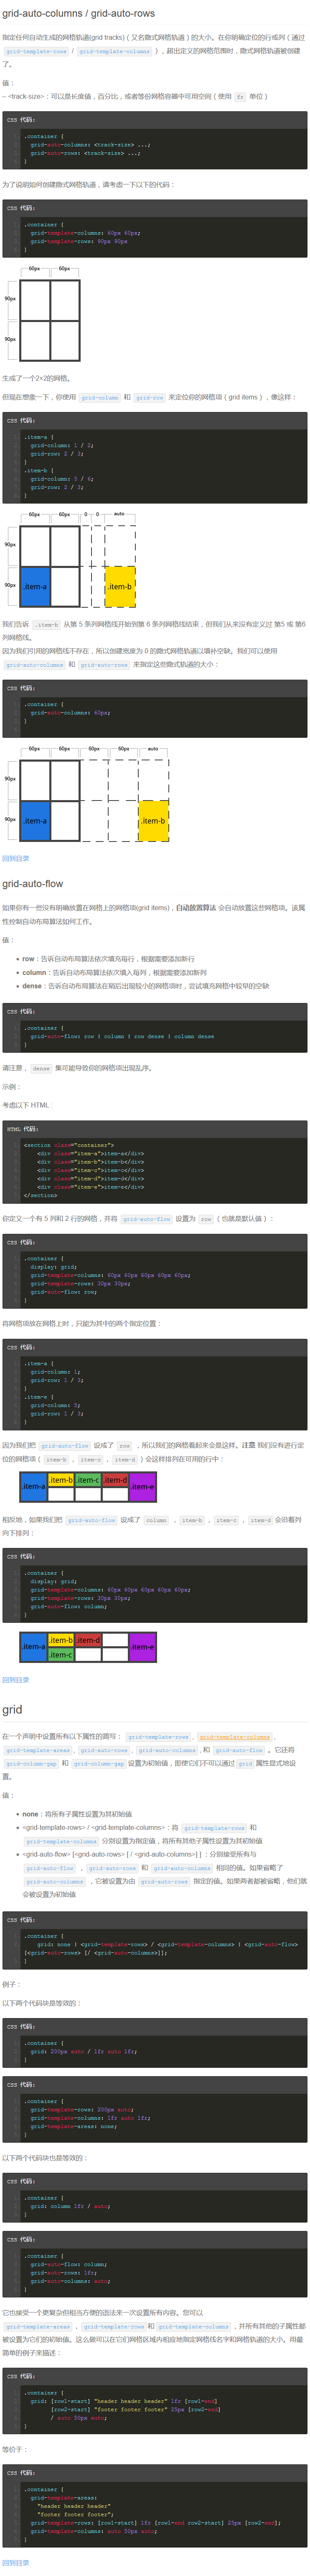 grid-auto-columns / grid-auto-rows
指定任何自动生成的网格轨道(grid tracks)（又名隐式网格轨道）的大小。在你明确定位的行或列（通过
grid-template-rows / grid-template-columns ），超出定义的网格范围时，隐式网格轨道被创建
了。
值：
– <track-size>：可以是长度值，百分比，或者等份网格容器中可用空间（使用 fr 单位）
CSS 代码:
.container {
grid-auto-columns: <track-size> ...;
grid-auto-rows: <track-size> ...;
}
为了说明如何创建隐式网格轨道，请考虑一下以下的代码：
CSS 代码:
.container {
grid-template-columns: 60px 60px;
grid-template-rows: 90px 90px
}
60px 60px
90px
90px
生成了一个2×2的网格。
但现在想象一下，你使用 grid-column 和 grid-row 来定位你的网格项（grid items），像这样：
CSS 代码:
.item-a {
grid-column: 1 / 2;
grid-row: 2 / 3;
}
.item-b {
grid-column: 5 / 6;
grid-row: 2 / 3;
}
60px 60px 0 0 auto
90px
90px .item-a .item-b
我们告诉 .item-b 从第 5 条列网格线开始到第 6 条列网格线结束，但我们从来没有定义过 第5 或 第6
列网格线。
因为我们引用的网格线不存在，所以创建宽度为 0 的隐式网格轨道以填补空缺。我们可以使用
grid-auto-columns 和 grid-auto-rows 来指定这些隐式轨道的大小：
CSS 代码:
.container {
grid-auto-columns: 60px;
}
60px 60px 60px 60px auto
90px
90px .item-a .item-b
回到目录
grid-auto-flow
如果你有一些没有明确放置在网格上的网格项(grid items)，自动放置算法 会自动放置这些网格项。该属
性控制自动布局算法如何工作。
值：
• row：告诉自动布局算法依次填充每行，根据需要添加新行
• column：告诉自动布局算法依次填入每列，根据需要添加新列
• dense：告诉自动布局算法在稍后出现较小的网格项时，尝试填充网格中较早的空缺
CSS 代码:
.container {
grid-auto-flow: row | column | row dense | column dense
}
请注意， dense 集可能导致你的网格项出现乱序。
示例：
考虑以下 HTML：
HTML 代码:
<section class="container">
<div class="item-a">item-a</div>
<div class="item-b">item-b</div>
<div class="item-c">item-c</div>
<div class="item-d">item-d</div>
<div class="item-e">item-e</div>
</section>
你定义一个有 5 列和 2 行的网格，并将 grid-auto-flow 设置为 row （也就是默认值）：
CSS 代码:
.container {
display: grid;
grid-template-columns: 60px 60px 60px 60px 60px;
grid-template-rows: 30px 30px;
grid-auto-flow: row;
}
将网格项放在网格上时，只能为其中的两个指定位置：
CSS 代码:
.item-a {
grid-column: 1;
grid-row: 1 / 3;
}
.item-e {
grid-column: 5;
grid-row: 1 / 3;
}
因为我们把 grid-auto-flow 设成了 row ，所以我们的网格看起来会是这样。注意 我们没有进行定
位的网格项（ item-b ， item-c ， item-d ）会这样排列在可用的行中：
.item-a .item-b .item-c .item-d .item-e
相反地，如果我们把 grid-auto-flow 设成了 column ， item-b ， item-c ， item-d 会沿着列
向下排列：
CSS 代码:
.container {
display: grid;
grid-template-columns: 60px 60px 60px 60px 60px;
grid-template-rows: 30px 30px;
grid-auto-flow: column;
}
.item-a .item-b .item-d .item-e
.item-c
回到目录
grid
在一个声明中设置所有以下属性的简写： grid-template-rows, grid-template-columns,
grid-template-areas, grid-auto-rows, grid-auto-columns, 和 grid-auto-flow 。它还将
grid-column-gap 和 grid-column-gap 设置为初始值，即使它们不可以通过 grid 属性显式地设
置。
值：
• none：将所有子属性设置为其初始值
• <grid-template-rows> / <grid-template-columns>：将 grid-template-rows 和
grid-template-columns 分别设置为指定值，将所有其他子属性设置为其初始值
• <grid-auto-flow> [<grid-auto-rows> [ / <grid-auto-columns>] ] ：分别接受所有与
grid-auto-flow ， grid-auto-rows 和 grid-auto-columns 相同的值。如果省略了
grid-auto-columns ，它被设置为由 grid-auto-rows 指定的值。如果两者都被省略，他们就
会被设置为初始值
CSS 代码:
.container {
grid: none | <grid-template-rows> / <grid-template-columns> | <grid-auto-flow>
[<grid-auto-rows> [/ <grid-auto-columns>]];
}
例子：
以下两个代码块是等效的：
CSS 代码:
.container {
grid: 200px auto / 1fr auto 1fr;
}
CSS 代码:
.container {
grid-template-rows: 200px auto;
grid-template-columns: 1fr auto 1fr;
grid-template-areas: none;
}
以下两个代码块也是等效的：
CSS 代码:
.container {
grid: column 1fr / auto;
}
CSS 代码:
.container {
grid-auto-flow: column;
grid-auto-rows: 1fr;
grid-auto-columns: auto;
}
它也接受一个更复杂但相当方便的语法来一次设置所有内容。您可以
grid-template-areas ， grid-template-rows 和 grid-template-columns ，并所有其他的子属性都
被设置为它们的初始值。这么做可以在它们网格区域内相应地指定网格线名字和网格轨道的大小。用最
简单的例子来描述：
CSS 代码:
.container {
grid: [row1-start] "header header header" 1fr [row1-end]
[row2-start] "footer footer footer" 25px [row2-end]
/ auto 50px auto;
}
等价于：
CSS 代码:
.container {
grid-template-areas:
"header header header"
"footer footer footer";
grid-template-rows: [row1-start] 1fr [row1-end row2-start] 25px [row2-end];
grid-template-columns: auto 50px auto;
}
回到目录